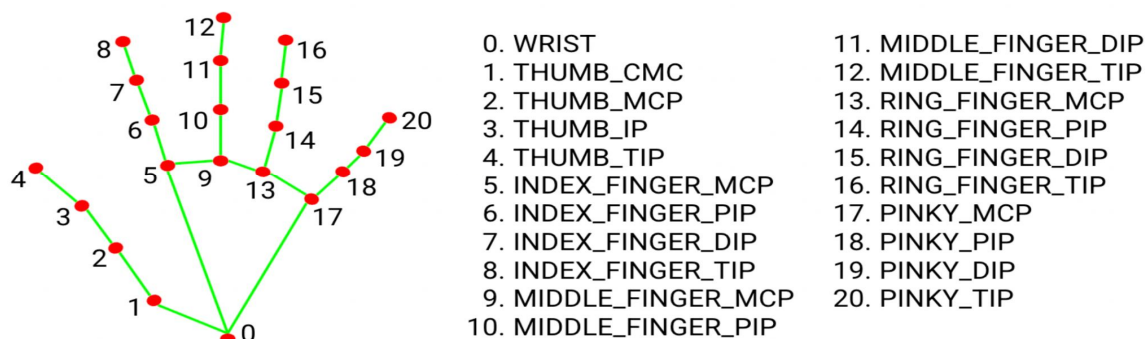 12
16
8
11
7
15
10
20
6
14
19
4
5
9
13
18
3
17
2
1
0
0. WRIST
1. THUMB_CMC
2. THUMB_MCP
3. THUMB_IP
4. THUMB_TIP
5. INDEX_FINGER_MCP
6. INDEX_FINGER_PIP
7. INDEX_FINGER_DIP
8. INDEX_FINGER_TIP
9. MIDDLE_FINGER_MCP
10. MIDDLE_FINGER_PIP
11. MIDDLE_FINGER_DIP
12. MIDDLE_FINGER_TIP
13. RING_FINGER_MCP
14. RING_FINGER_PIP
15. RING_FINGER_DIP
16. RING_FINGER_TIP
17. PINKY_MCP
18. PINKY_PIP
19. PINKY_DIP
20. PINKY_TIP